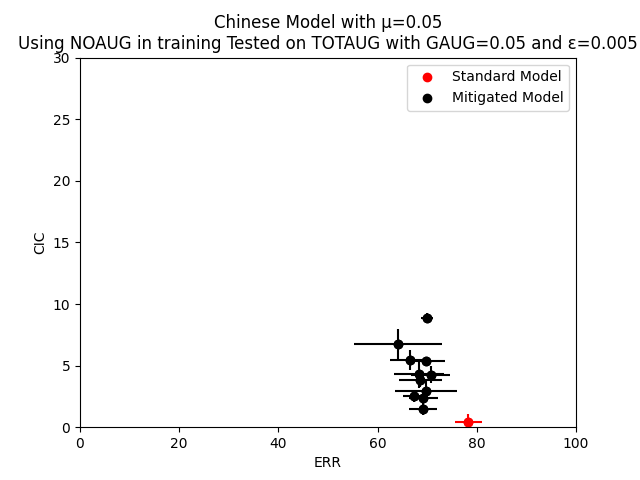 Chinese Model with μ=0.05
Using NOAUG in training Tested on TOTAUG with GAUG=0.05 and ε=0.005
Standard Model
Mitigated Model
CIC
30
25
20
15
10
5
0
0 20 40 60 80 100
ERR